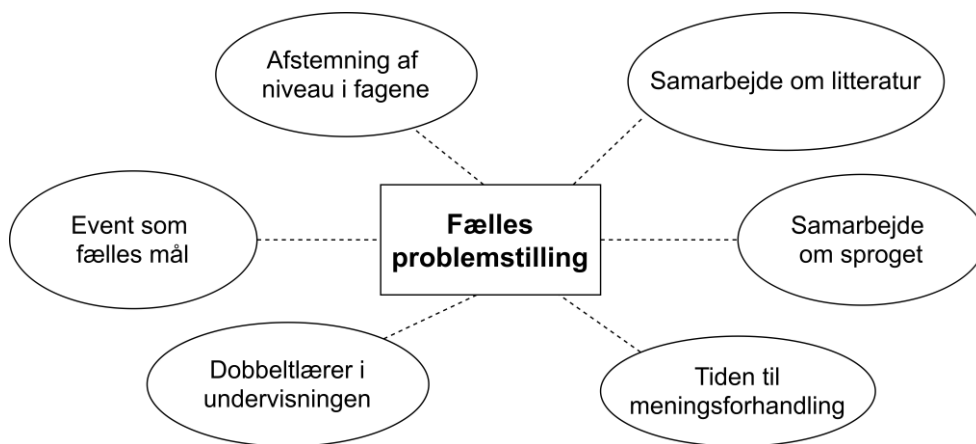 Afstemning af
niveau i fagene
Samarbejde om litteratur
Event som
fælles mål
Fælles
problemstilling
Samarbejde
om sproget
Dobbeltlærer i
undervisningen
Tiden til
meningsforhandling